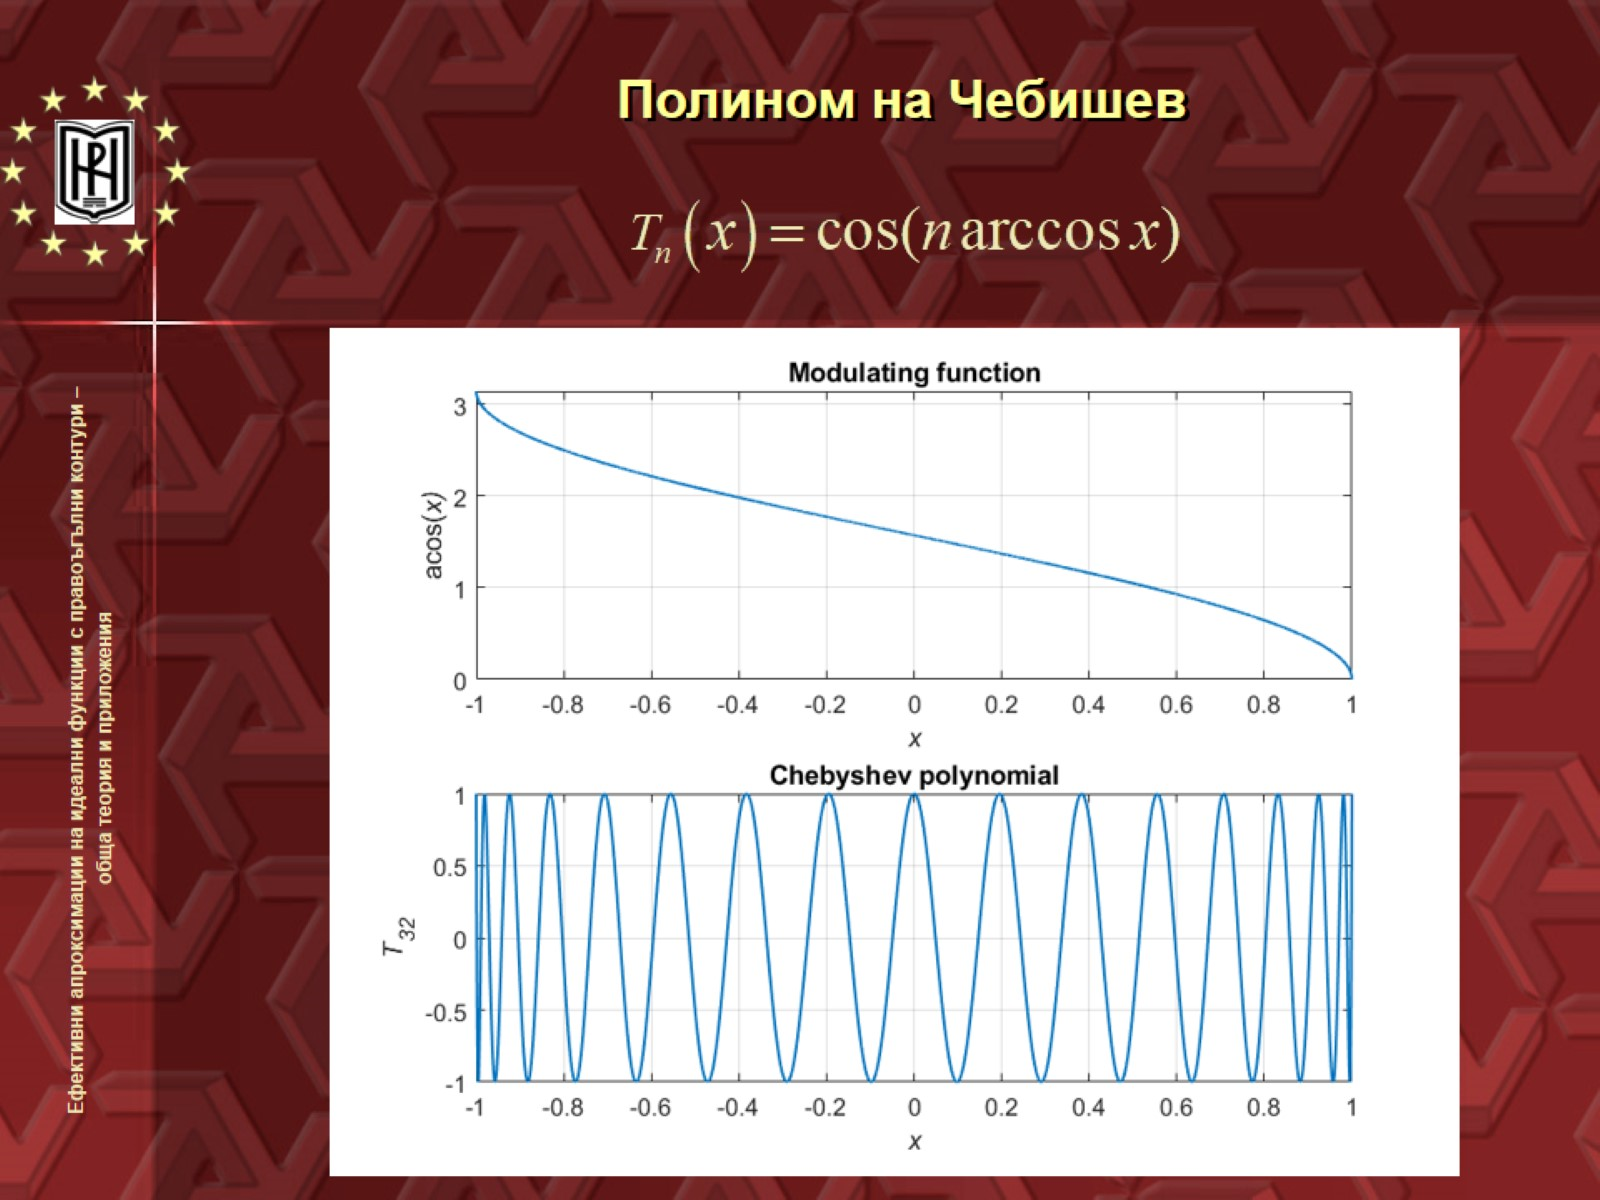 Полином на Чебишев
Tₙ(x) = cos(n arccos x)
Ефективни апроксимации на идеални функции с правоъгълни контури –
обща теория и приложения
Modulating function
acos(x)
3
2
1
0
-1 -0.8 -0.6 -0.4 -0.2 0 0.2 0.4 0.6 0.8 1
x
Chebyshev polynomial
T₃₂
1
0.5
0
-0.5
-1
-1 -0.8 -0.6 -0.4 -0.2 0 0.2 0.4 0.6 0.8 1
x